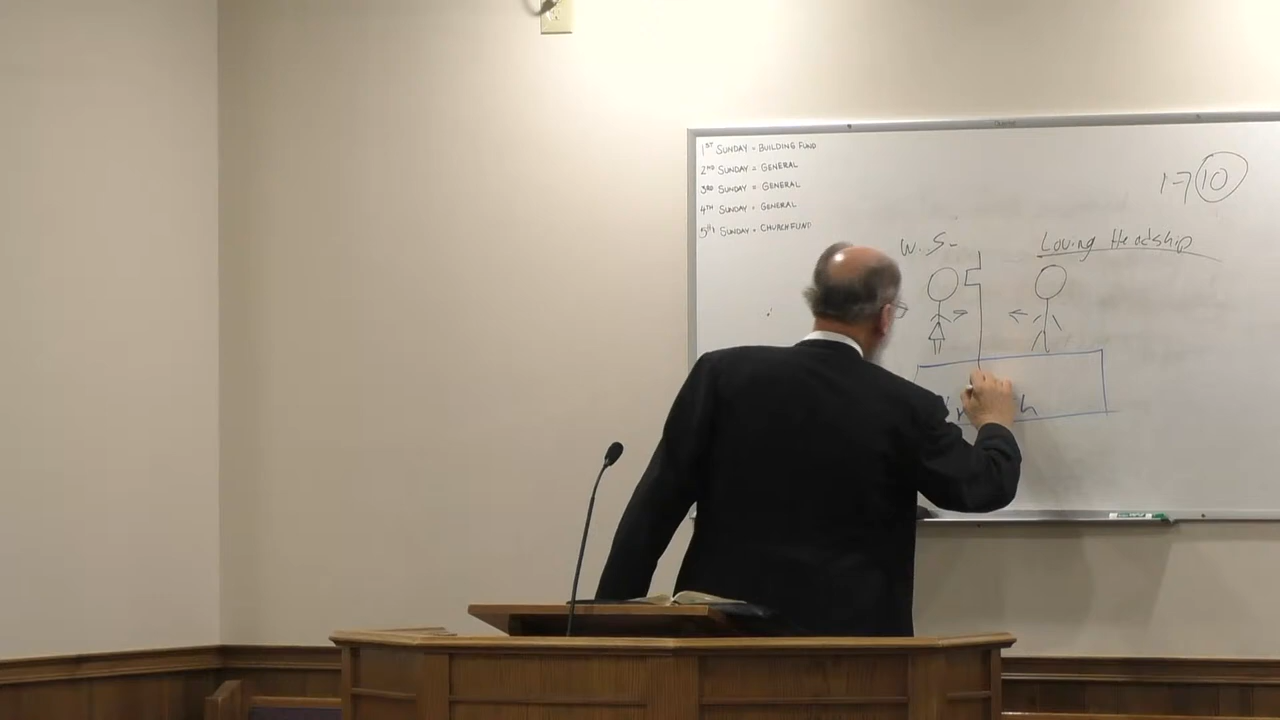 1ST SUNDAY = BUILDING FUND
2ND SUNDAY = GENERAL
3RD SUNDAY = GENERAL
4TH SUNDAY = GENERAL
5TH SUNDAY = CHURCH FUND
1-7 10
W.S-
Loving Headship